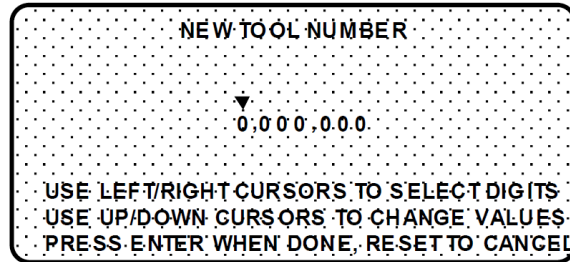 NEW TOOL NUMBER
0,000,000
USE LEFT/RIGHT CURSORS TO SELECT DIGITS
USE UP/DOWN CURSORS TO CHANGE VALUES
PRESS ENTER WHEN DONE, RESET TO CANCEL